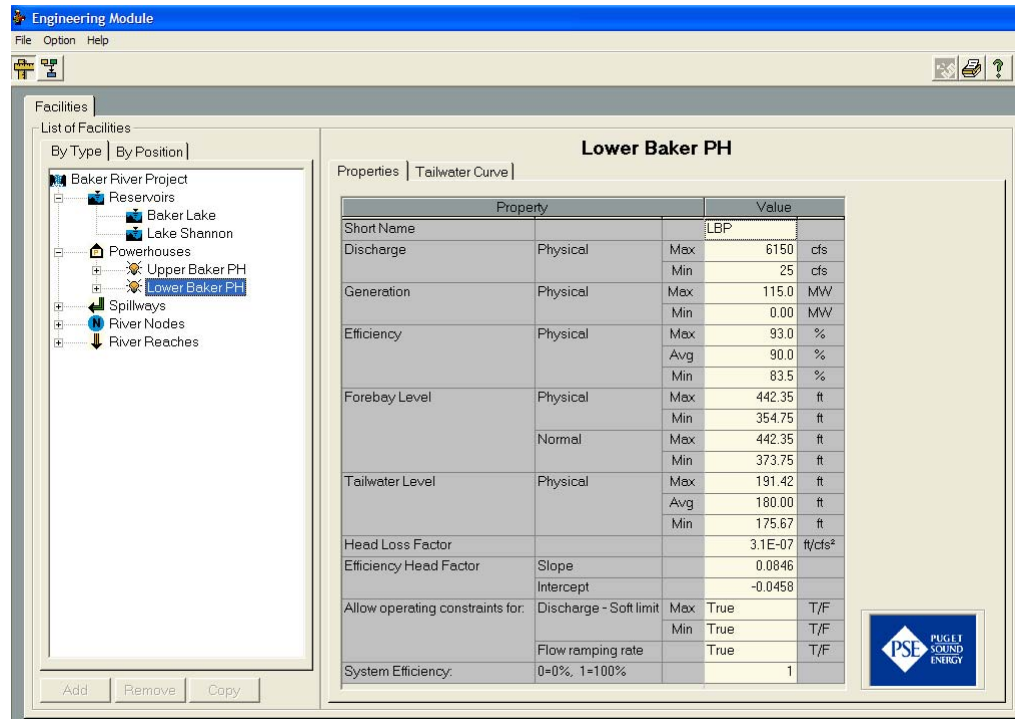 Engineering Module
File Option Help
Facilities
List of Facilities
By Type By Position
Baker River Project
Reservoirs
Baker Lake
Lake Shannon
Powerhouses
Upper Baker PH
Lower Baker PH
Spillways
N River Nodes
River Reaches
Add Remove Copy
Lower Baker PH
Properties Tailwater Curve
Property Value
Short Name LBP
Discharge Physical Max 6150 cfs
Min 25 cfs
Generation Physical Max 115.0 MW
Min 0.00 MW
Efficiency Physical Max 93.0 %
Avg 90.0 %
Min 83.5 %
Forebay Level Physical Max 442.35 ft
Min 354.75 ft
Normal Max 442.35 ft
Min 373.75 ft
Tailwater Level Physical Max 191.42 ft
Avg 180.00 ft
Min 175.67 ft
Head Loss Factor 3.1E-07 ft/cfs²
Efficiency Head Factor Slope 0.0846
Intercept -0.0458
Allow operating constraints for: Discharge - Soft limit Max True T/F
Min True T/F
Flow ramping rate True T/F
System Efficiency: 0=0%, 1=100% 1
PSE PUGET
SOUND
ENERGY